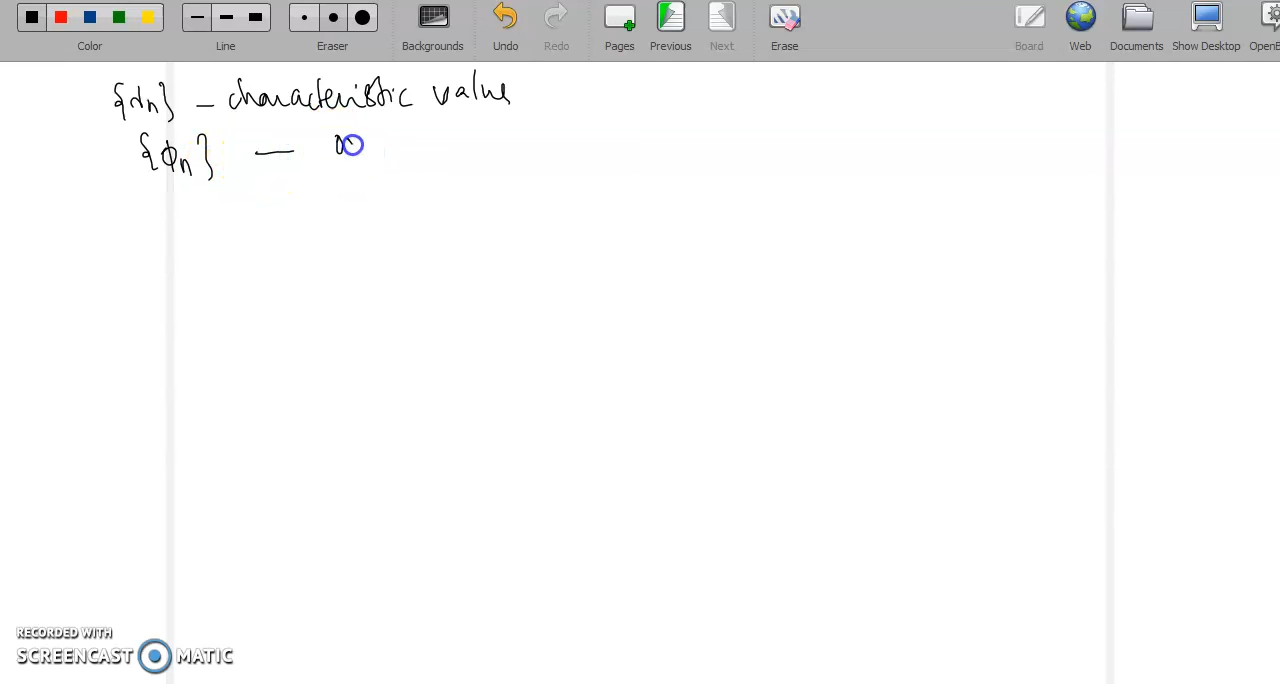 Color
Line
Eraser
Backgrounds
Undo
Redo
Pages
Previous
Next
Erase
Board
Web
Documents
Show Desktop
OpenB
{λn} — characteristic value
{ϕn} —
RECORDED WITH
SCREENCAST MATIC